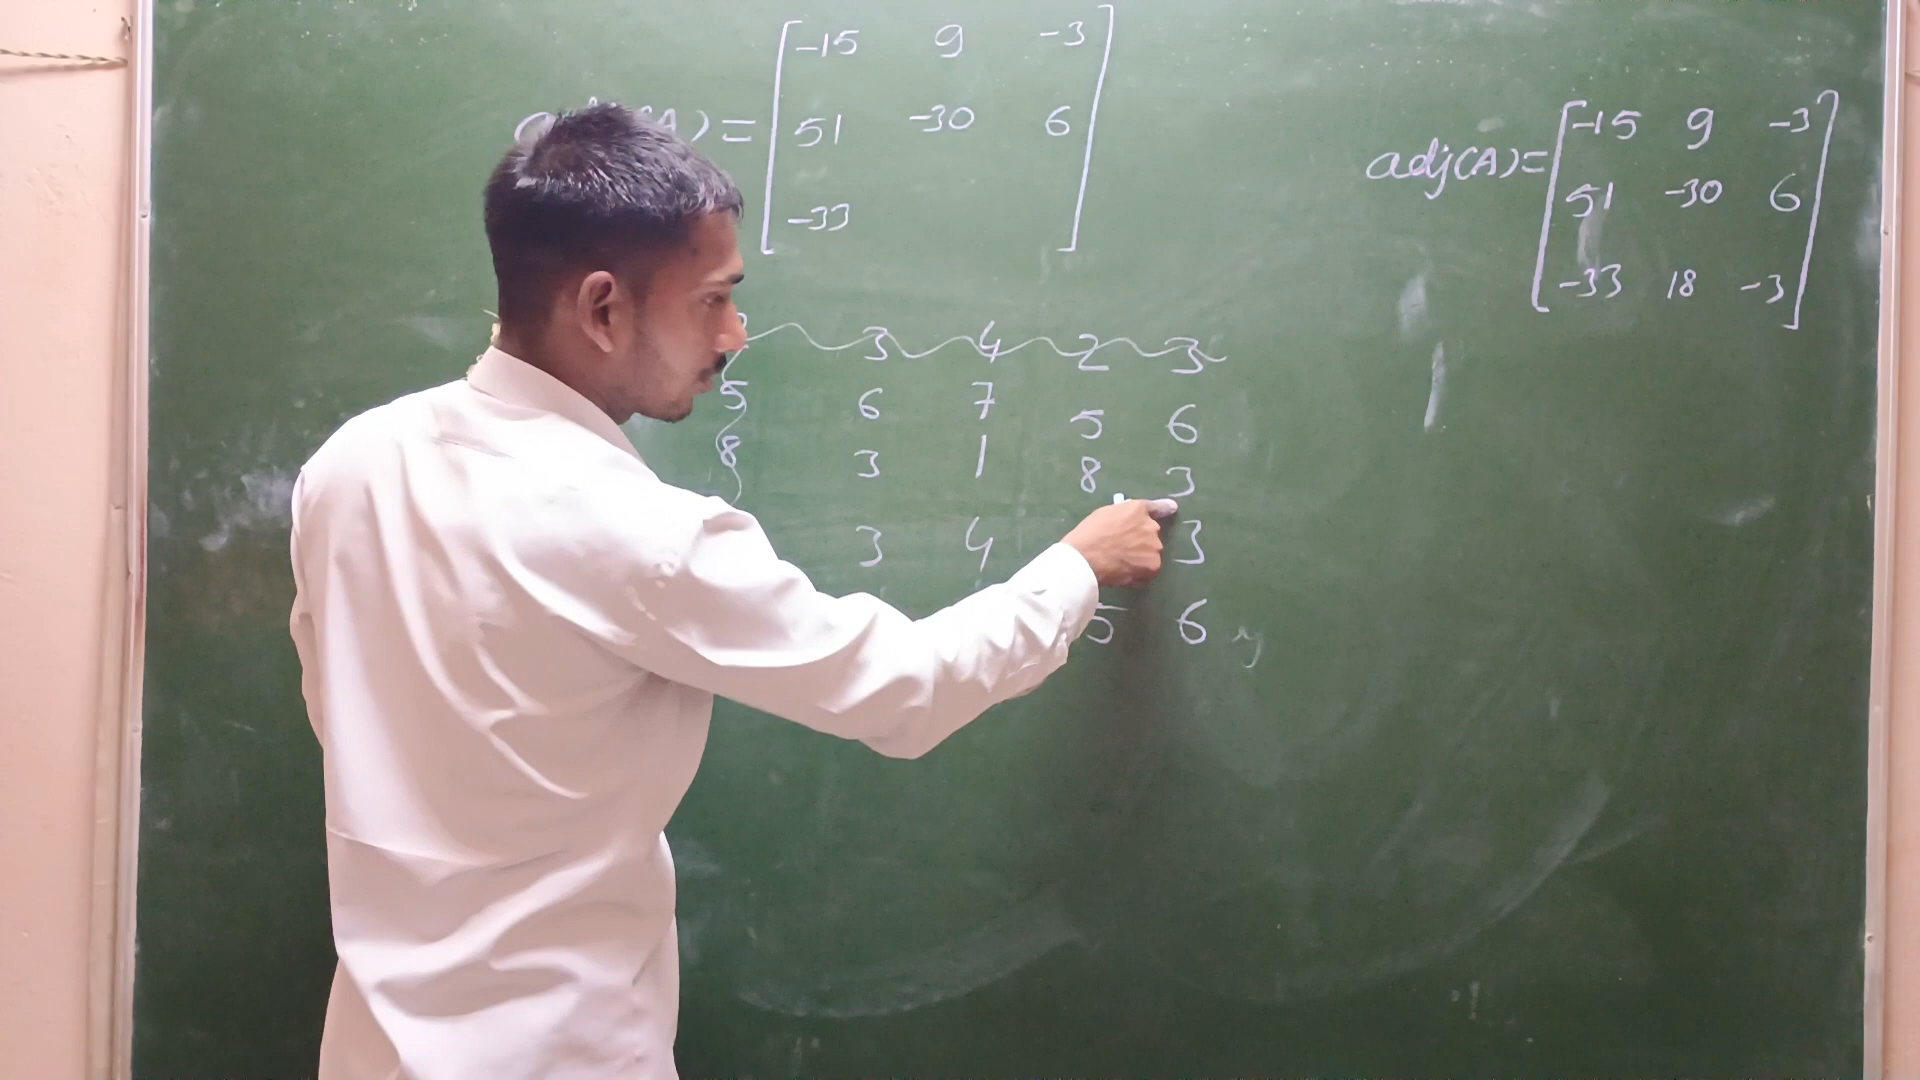 -15 9 -3
A) = 51 -30 6
-33
3 4 2 3
5 6 7 5 6
8 3 1 8 3
3 4 3
5 6
adj(A)= -15 9 -3
51 -30 6
-33 18 -3